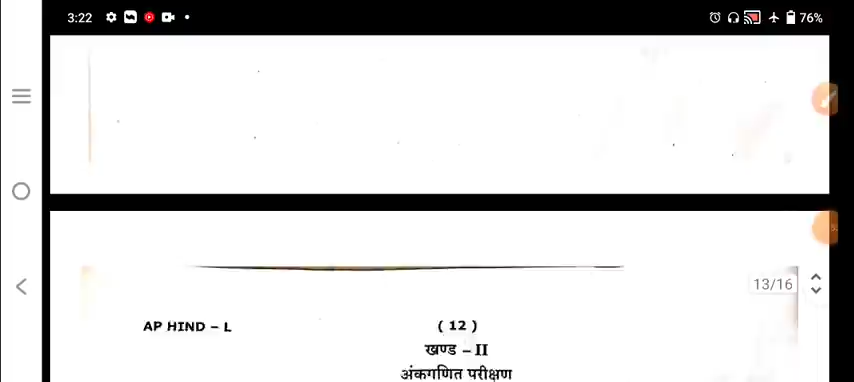 3:22
76%
13/16
AP HIND – L
( 12 )
खण्ड – II
अंकगणित परीक्षण